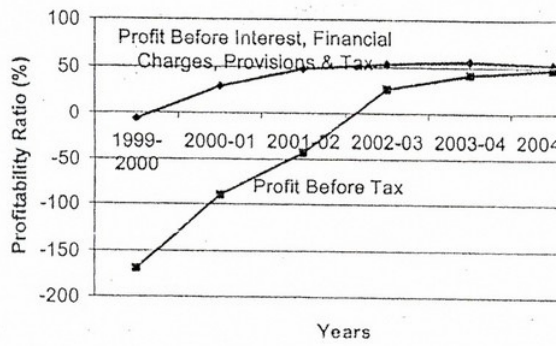 100
Profit Before Interest, Financial
Charges, Provisions & Tax
50
0
1999-
2000
2000-01
2001-02
2002-03
2003-04
2004
-50
Profit Before Tax
-100
-150
-200
Profitability Ratio (%)
Years